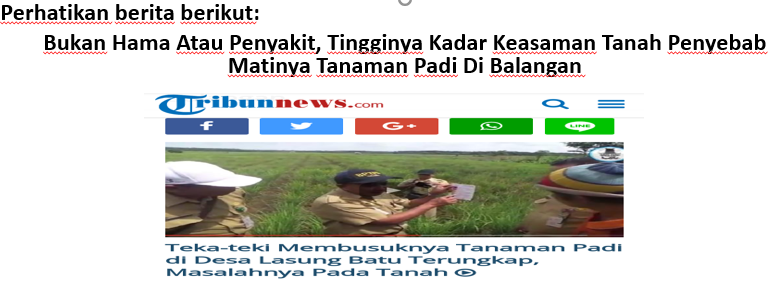 Perhatikan berita berikut:
Bukan Hama Atau Penyakit, Tingginya Kadar Keasaman Tanah Penyebab
Matinya Tanaman Padi Di Balangan
Tribunnews.com
f G+ LINE
Teka-teki Membusuknya Tanaman Padi
di Desa Lasung Batu Terungkap,
Masalahnya Pada Tanah